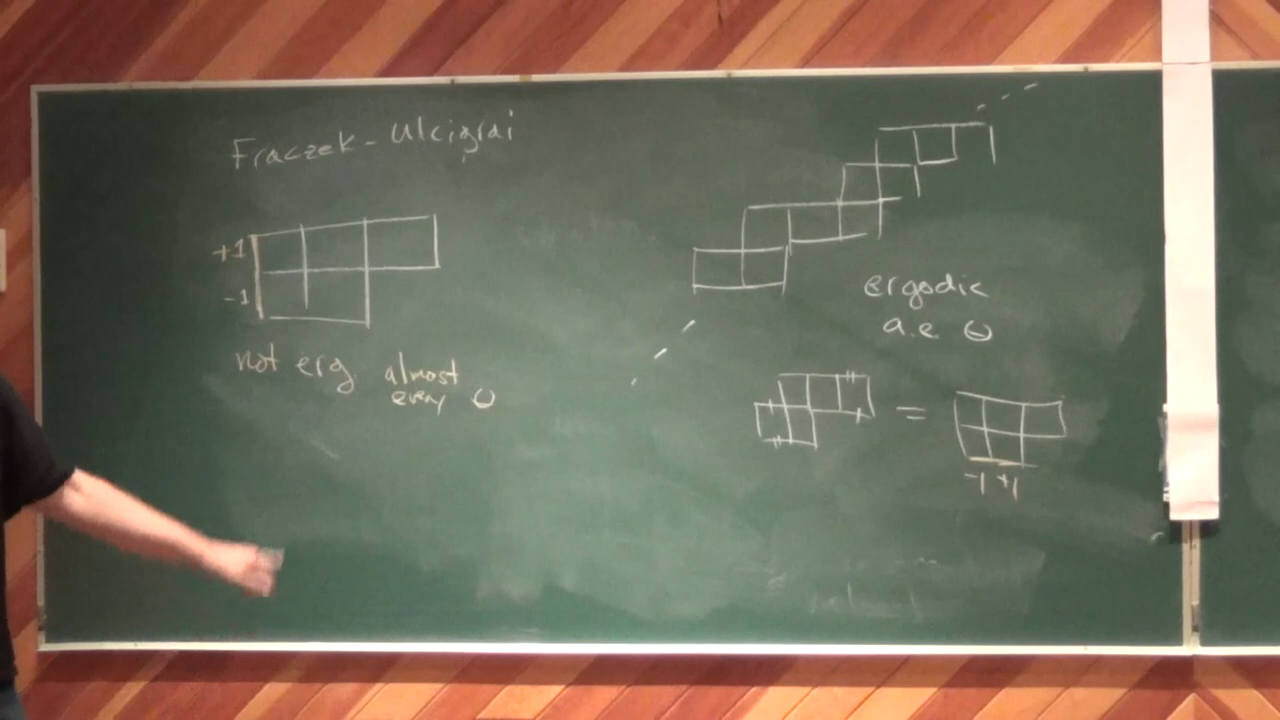 Fraczek - Ulcigrai
+1
-1
not erg. almost
every Θ
ergodic
a.e Θ
=
-1 +1